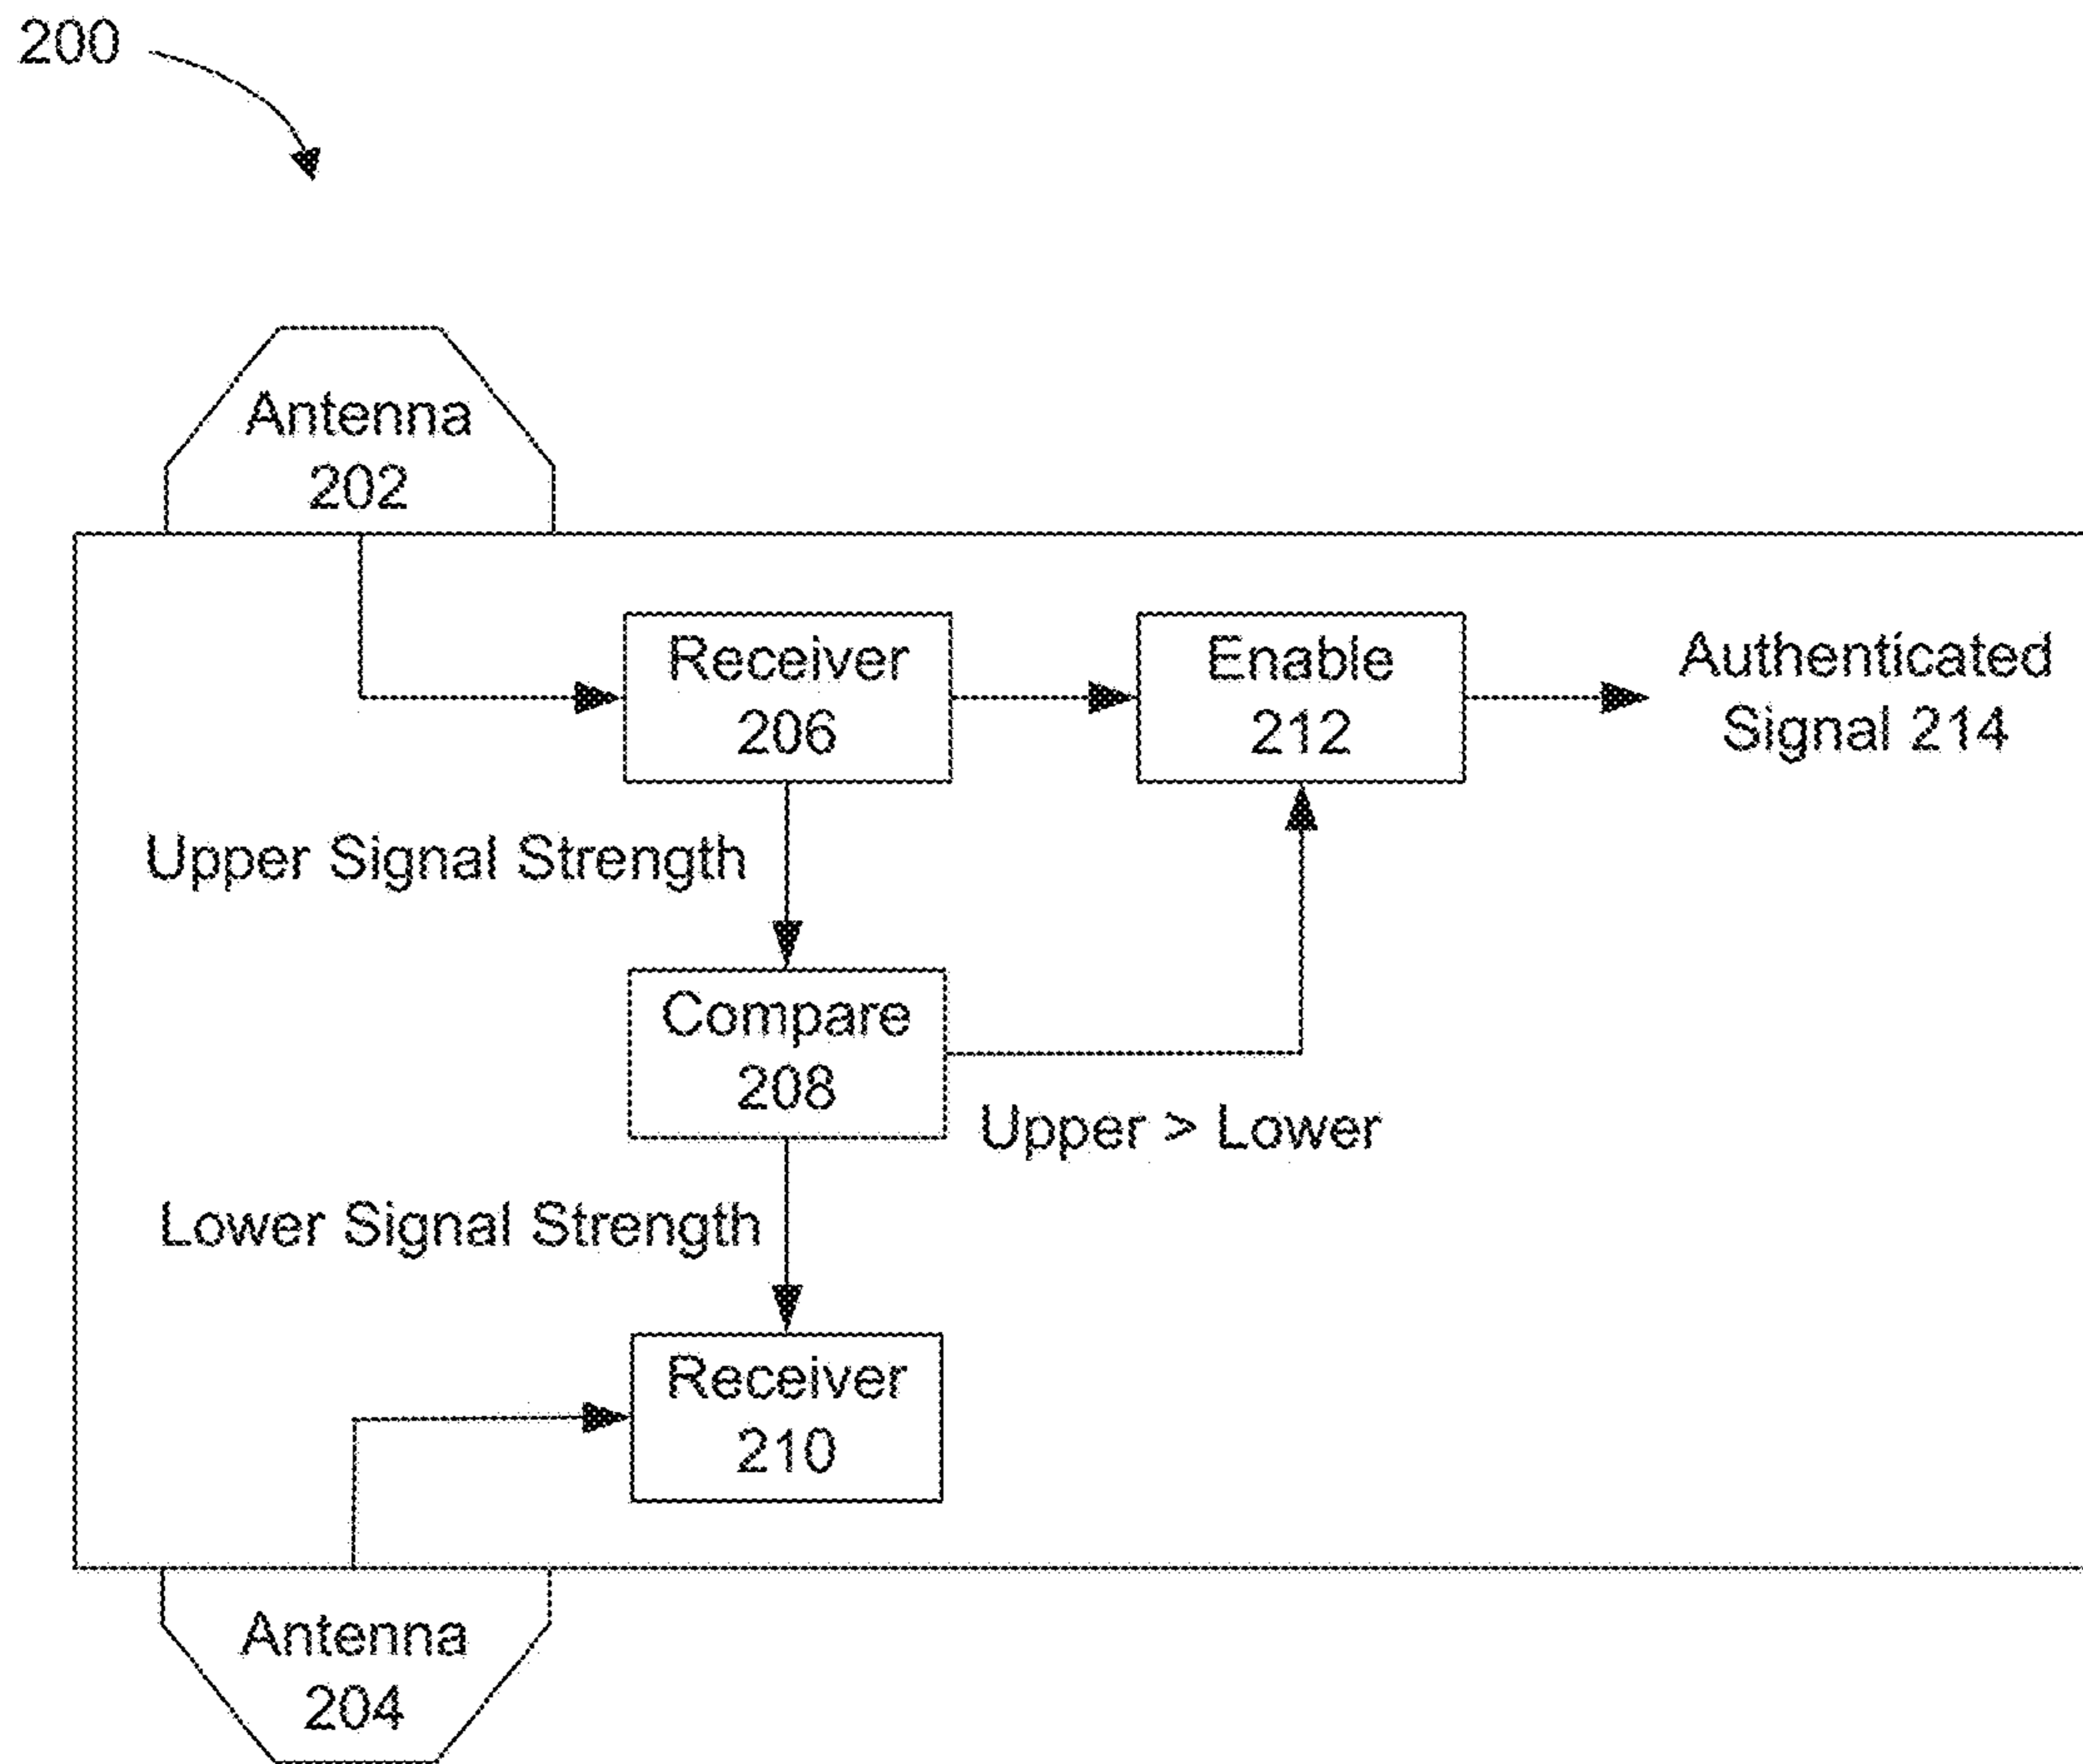 200
Antenna
202
Receiver
206
Enable
212
Authenticated
Signal 214
Upper Signal Strength
Compare
208
Upper > Lower
Lower Signal Strength
Receiver
210
Antenna
204